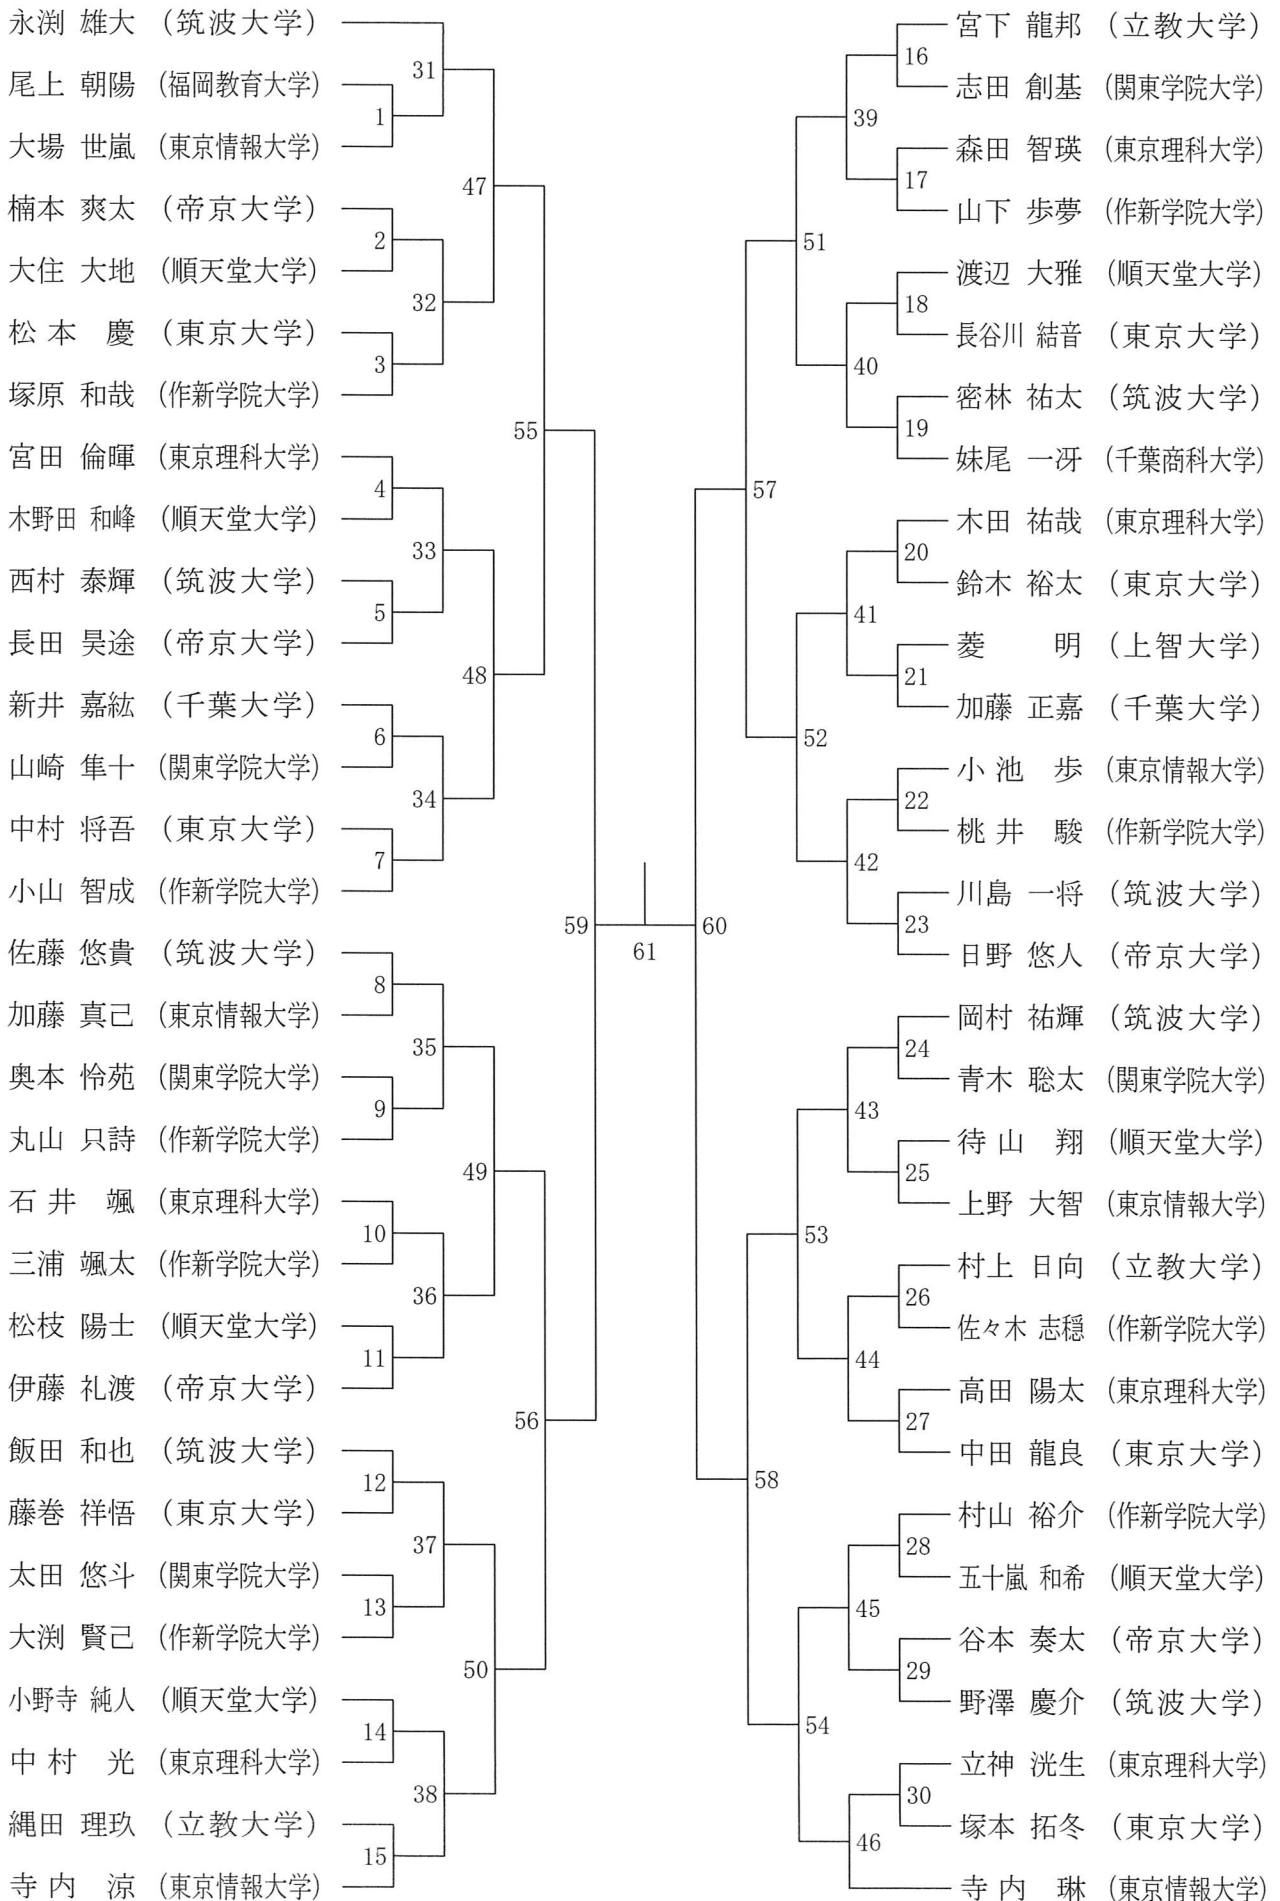 永渕 雄大 (筑波大学)
尾上 朝陽 (福岡教育大学)
大場 世嵐 (東京情報大学)
楠本 爽太 (帝京大学)
大住 大地 (順天堂大学)
松本 慶 (東京大学)
塚原 和哉 (作新学院大学)
宮田 倫暉 (東京理科大学)
木野田 和峰 (順天堂大学)
西村 泰輝 (筑波大学)
長田 昊途 (帝京大学)
新井 嘉紘 (千葉大学)
山崎 隼十 (関東学院大学)
中村 将吾 (東京大学)
小山 智成 (作新学院大学)
佐藤 悠貴 (筑波大学)
加藤 真己 (東京情報大学)
奥本 怜苑 (関東学院大学)
丸山 只詩 (作新学院大学)
石井 颯 (東京理科大学)
三浦 颯太 (作新学院大学)
松枝 陽士 (順天堂大学)
伊藤 礼渡 (帝京大学)
飯田 和也 (筑波大学)
藤巻 祥悟 (東京大学)
太田 悠斗 (関東学院大学)
大渕 賢己 (作新学院大学)
小野寺 純人 (順天堂大学)
中村 光 (東京理科大学)
縄田 理玖 (立教大学)
寺内 涼 (東京情報大学)
1
2
3
4
5
6
7
8
9
10
11
12
13
14
15
31
32
33
34
35
36
37
38
47
48
49
50
55
56
59
61
60
57
58
51
52
53
54
39
40
41
42
43
44
45
46
16
17
18
19
20
21
22
23
24
25
26
27
28
29
30
宮下 龍邦 (立教大学)
志田 創基 (関東学院大学)
森田 智瑛 (東京理科大学)
山下 歩夢 (作新学院大学)
渡辺 大雅 (順天堂大学)
長谷川 結音 (東京大学)
密林 祐太 (筑波大学)
妹尾 一冴 (千葉商科大学)
木田 祐哉 (東京理科大学)
鈴木 裕太 (東京大学)
菱 明 (上智大学)
加藤 正嘉 (千葉大学)
小池 歩 (東京情報大学)
桃井 駿 (作新学院大学)
川島 一将 (筑波大学)
日野 悠人 (帝京大学)
岡村 祐輝 (筑波大学)
青木 聡太 (関東学院大学)
待山 翔 (順天堂大学)
上野 大智 (東京情報大学)
村上 日向 (立教大学)
佐々木 志穏 (作新学院大学)
高田 陽太 (東京理科大学)
中田 龍良 (東京大学)
村山 裕介 (作新学院大学)
五十嵐 和希 (順天堂大学)
谷本 奏太 (帝京大学)
野澤 慶介 (筑波大学)
立神 洸生 (東京理科大学)
塚本 拓冬 (東京大学)
寺内 琳 (東京情報大学)